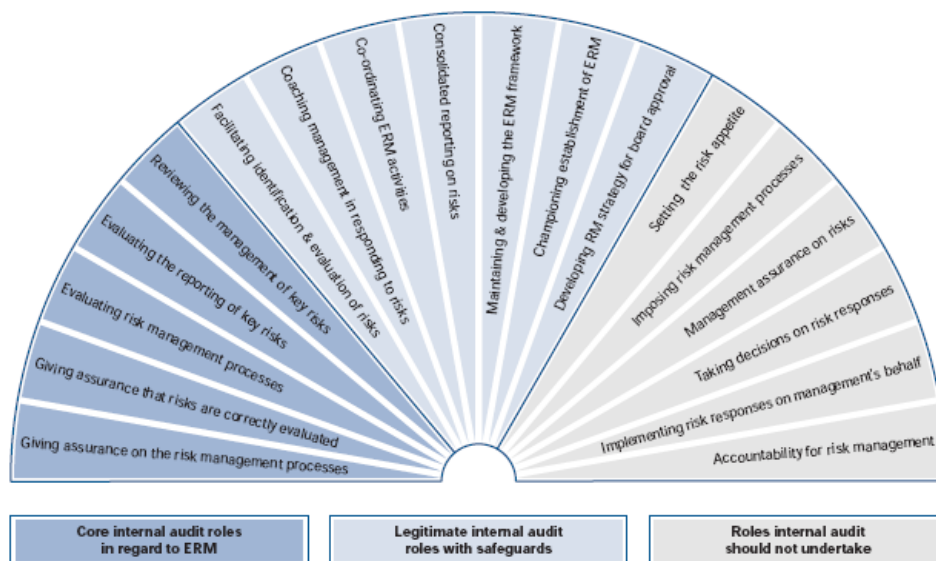 Giving assurance on the risk management processes
Giving assurance that risks are correctly evaluated
Evaluating risk management processes
Evaluating the reporting of key risks
Reviewing the management of key risks
Facilitating identification & evaluation of risks
Coaching management in responding to risks
Co-ordinating ERM activities
Consolidated reporting on risks
Maintaining & developing the ERM framework
Championing establishment of ERM
Developing RM strategy for board approval
Setting the risk appetite
Imposing risk management processes
Management assurance on risks
Taking decisions on risk responses
Implementing risk responses on management's behalf
Accountability for risk management
Core internal audit roles
in regard to ERM
Legitimate internal audit
roles with safeguards
Roles internal audit
should not undertake